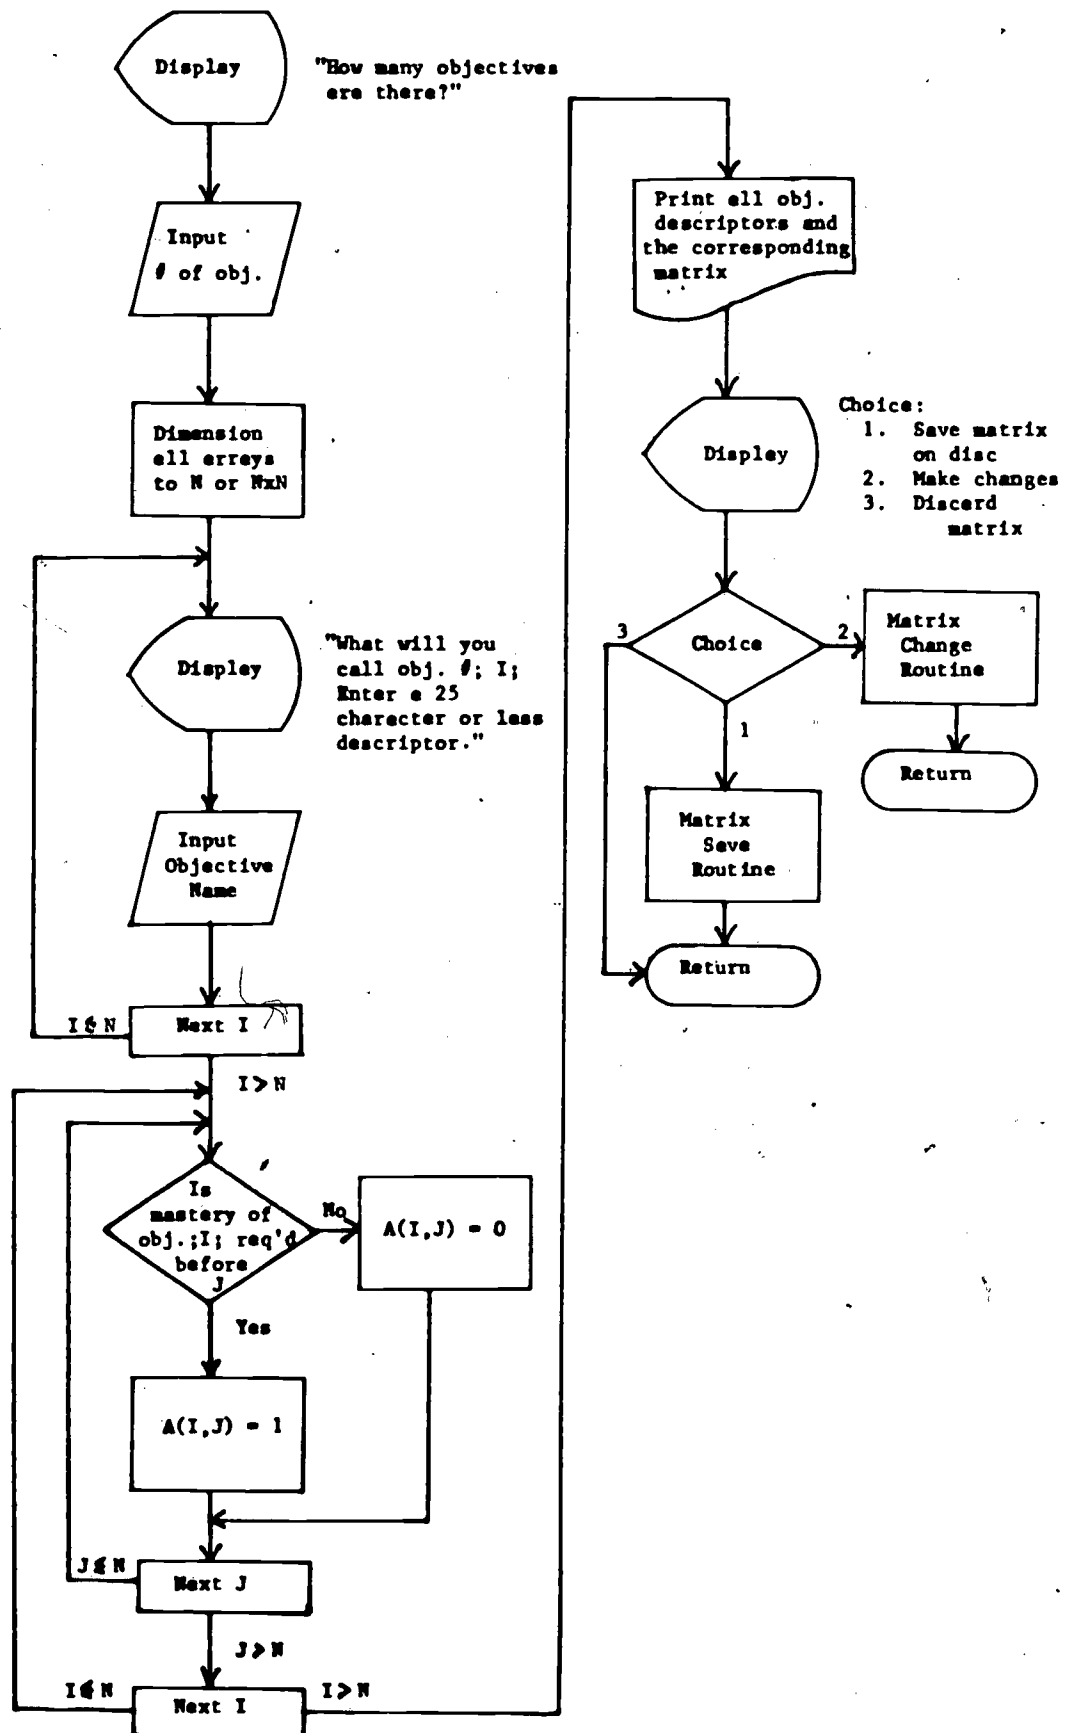 Display
"How many objectives
are there?"
Input
# of obj.
Dimension
all arrays
to N or NxN
Display
"What will you
call obj. #; I;
Enter a 25
character or less
descriptor."
Input
Objective
Name
Next I
I ≤ N
I > N
Is
mastery of
obj.;I; req'd
before
J
No
A(I,J) = 0
Yes
A(I,J) = 1
J ≤ N
Next J
J > N
I ≤ N
Next I
I > N
Print all obj.
descriptors and
the corresponding
matrix
Display
Choice:
1. Save matrix
on disc
2. Make changes
3. Discard
matrix
3
Choice
2
Matrix
Change
Routine
Return
1
Matrix
Save
Routine
Return